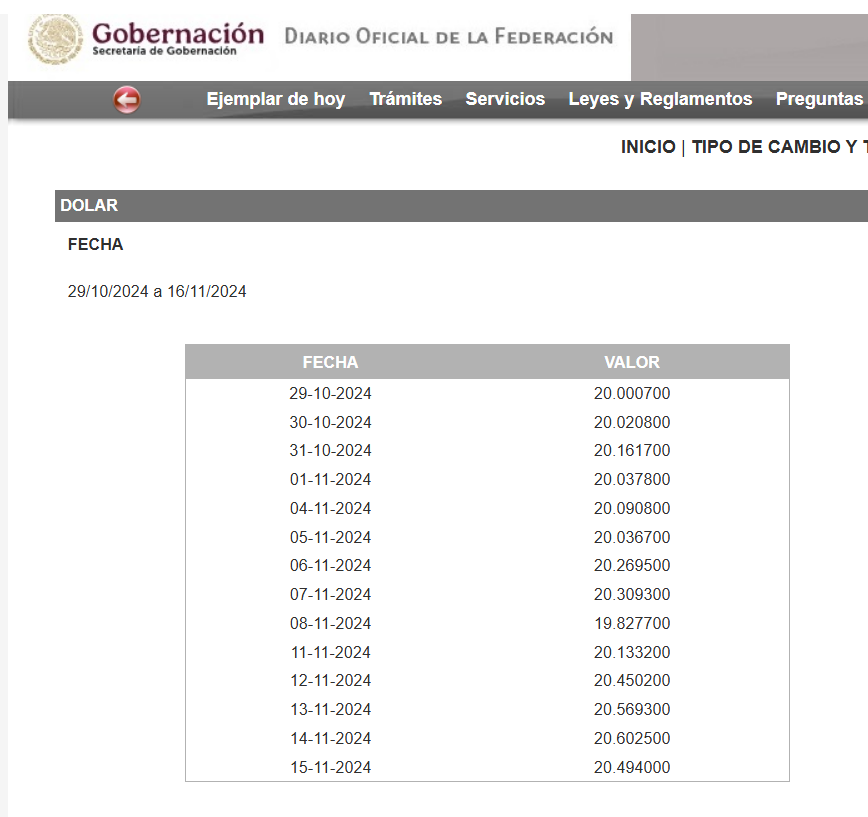 Gobernación
Secretaría de Gobernación
DIARIO OFICIAL DE LA FEDERACIÓN
Ejemplar de hoy Trámites Servicios Leyes y Reglamentos Preguntas
INICIO | TIPO DE CAMBIO Y
DOLAR
FECHA
29/10/2024 a 16/11/2024
FECHA VALOR
29-10-2024 20.000700
30-10-2024 20.020800
31-10-2024 20.161700
01-11-2024 20.037800
04-11-2024 20.090800
05-11-2024 20.036700
06-11-2024 20.269500
07-11-2024 20.309300
08-11-2024 19.827700
11-11-2024 20.133200
12-11-2024 20.450200
13-11-2024 20.569300
14-11-2024 20.602500
15-11-2024 20.494000